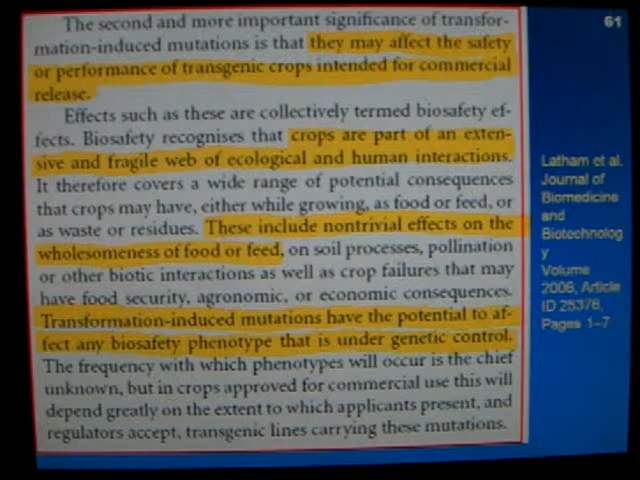 The second and more important significance of transfor-
mation-induced mutations is that they may affect the safety
or performance of transgenic crops intended for commercial
release.
Effects such as these are collectively termed biosafety ef-
fects. Biosafety recognises that crops are part of an exten-
sive and fragile web of ecological and human interactions.
It therefore covers a wide range of potential consequences
that crops may have, either while growing, as food or feed, or
as waste or residues. These include nontrivial effects on the
wholesomeness of food or feed, on soil processes, pollination
or other biotic interactions as well as crop failures that may
have food security, agronomic, or economic consequences.
Transformation-induced mutations have the potential to af-
fect any biosafety phenotype that is under genetic control.
The frequency with which phenotypes will occur is the chief
unknown, but in crops approved for commercial use this will
depend greatly on the extent to which applicants present, and
regulators accept, transgenic lines carrying these mutations.
61
Latham et al.
Journal of
Biomedicine
and
Biotechnolog
y
Volume
2006, Article
ID 25376,
Pages 1–7